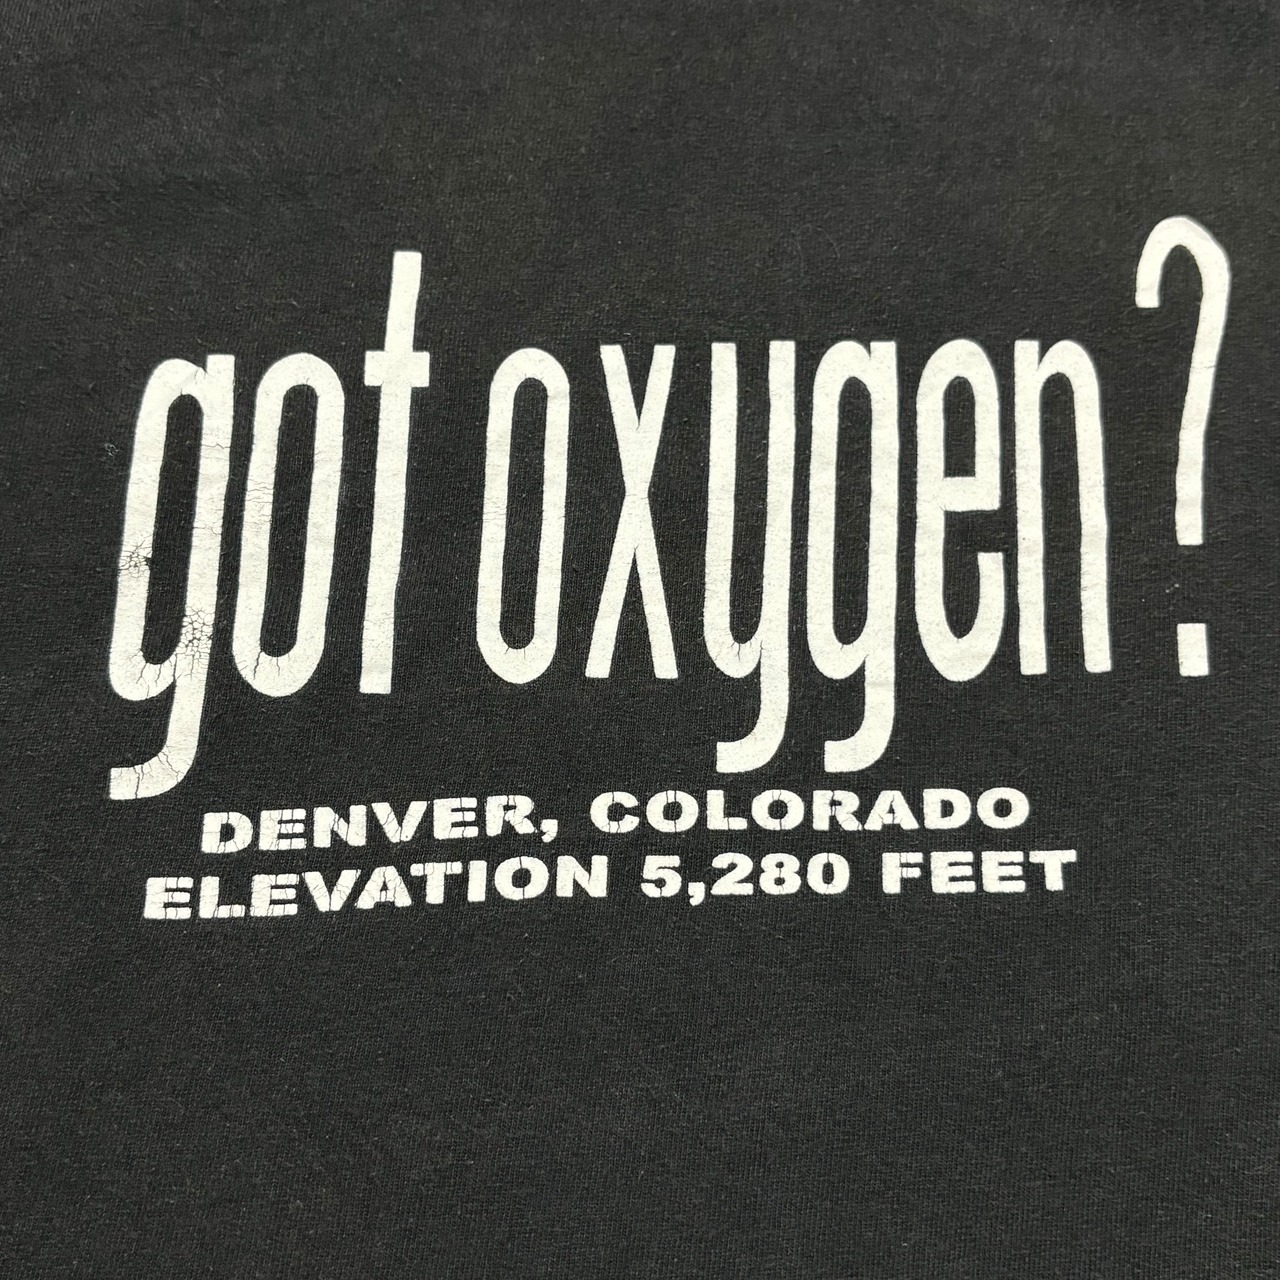 got oxygen?
DENVER, COLORADO
ELEVATION 5,280 FEET